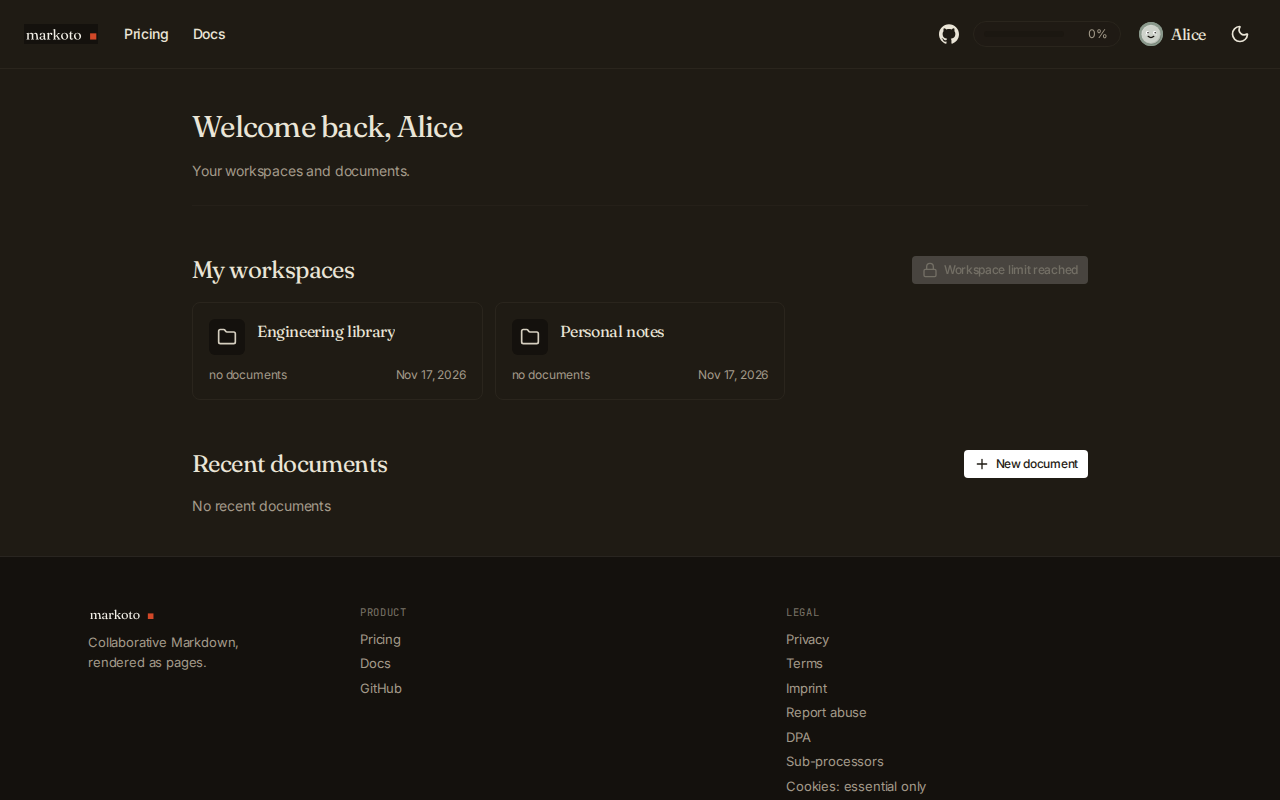 markoto
Pricing
Docs
0%
Alice
Welcome back, Alice
Your workspaces and documents.
My workspaces
Workspace limit reached
Engineering library
no documents
Nov 17, 2026
Personal notes
no documents
Nov 17, 2026
Recent documents
New document
No recent documents
markoto
Collaborative Markdown,
rendered as pages.
PRODUCT
Pricing
Docs
GitHub
LEGAL
Privacy
Terms
Imprint
Report abuse
DPA
Sub-processors
Cookies: essential only